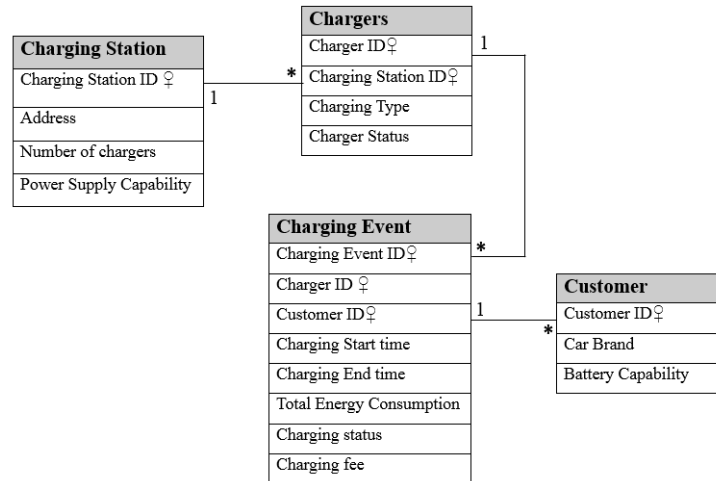 Charging Station
Charging Station ID ♀
Address
Number of chargers
Power Supply Capability
1
*
Chargers
Charger ID♀
Charging Station ID♀
Charging Type
Charger Status
1
*
Charging Event
Charging Event ID♀
Charger ID ♀
Customer ID♀
Charging Start time
Charging End time
Total Energy Consumption
Charging status
Charging fee
1
*
Customer
Customer ID♀
Car Brand
Battery Capability